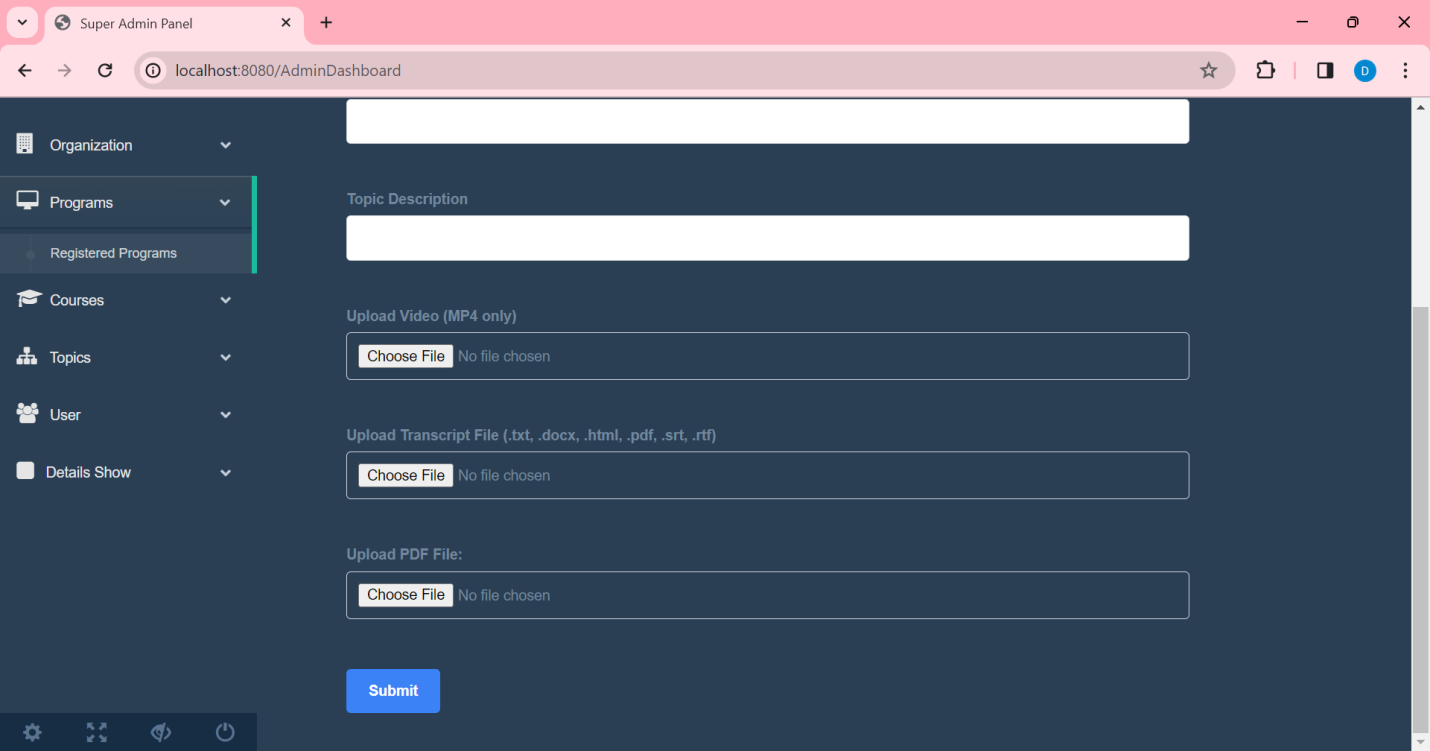 Super Admin Panel
localhost:8080/AdminDashboard
D
Organization
Programs
Registered Programs
Courses
Topics
User
Details Show
Topic Description
Upload Video (MP4 only)
Choose File No file chosen
Upload Transcript File (.txt, .docx, .html, .pdf, .srt, .rtf)
Choose File No file chosen
Upload PDF File:
Choose File No file chosen
Submit